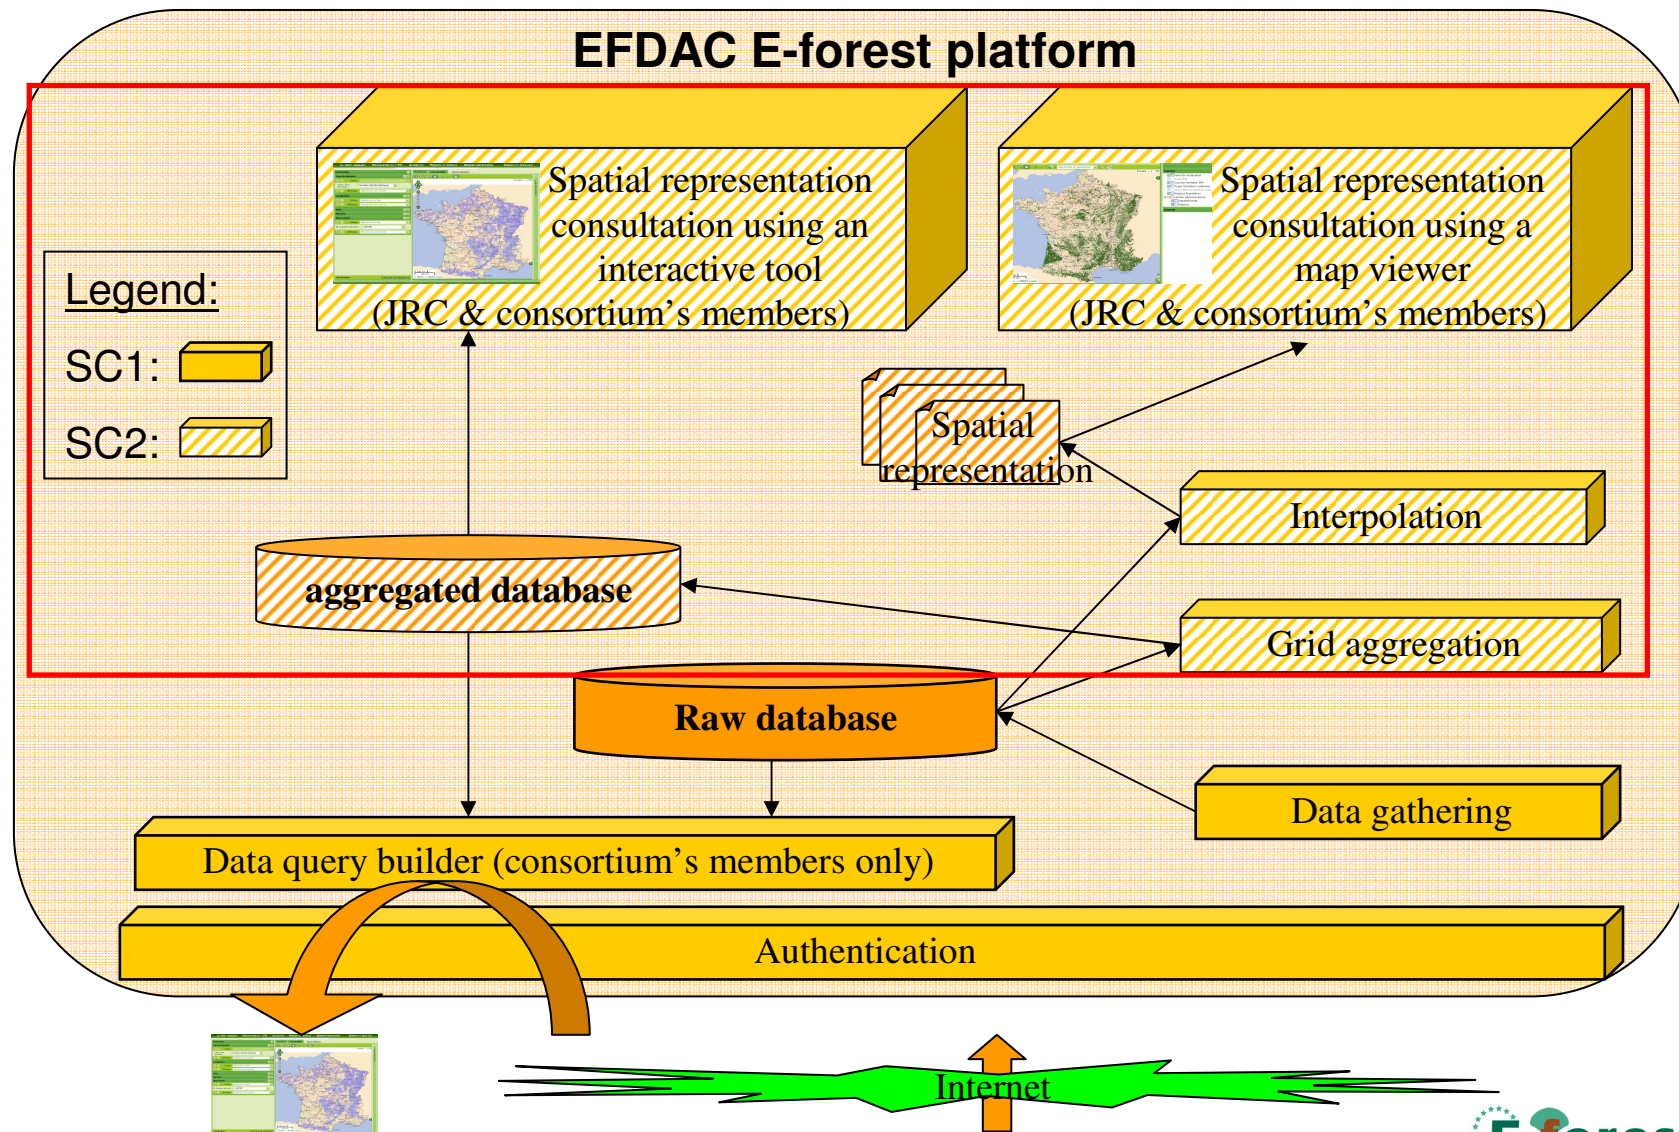 EFDAC E-forest platform
Spatial representation
consultation using an
interactive tool
(JRC & consortium's members)
Spatial representation
consultation using a
map viewer
(JRC & consortium's members)
Legend:
SC1:
SC2:
Spatial
representation
Interpolation
aggregated database
Grid aggregation
Raw database
Data gathering
Data query builder (consortium's members only)
Authentication
Internet